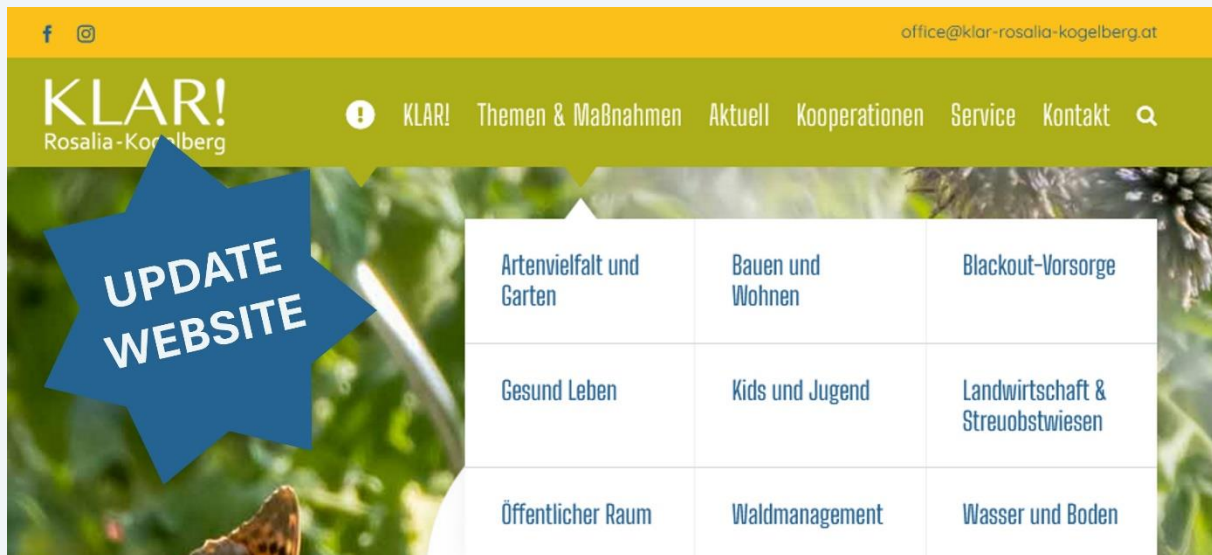 office@klar-rosalia-kogelberg.at
KLAR!
Rosalia-Kogelberg
KLAR! Themen & Maßnahmen Aktuell Kooperationen Service Kontakt
UPDATE
WEBSITE
Artenvielfalt und
Garten
Bauen und
Wohnen
Blackout-Vorsorge
Gesund Leben
Kids und Jugend
Landwirtschaft &
Streuobstwiesen
Öffentlicher Raum
Waldmanagement
Wasser und Boden